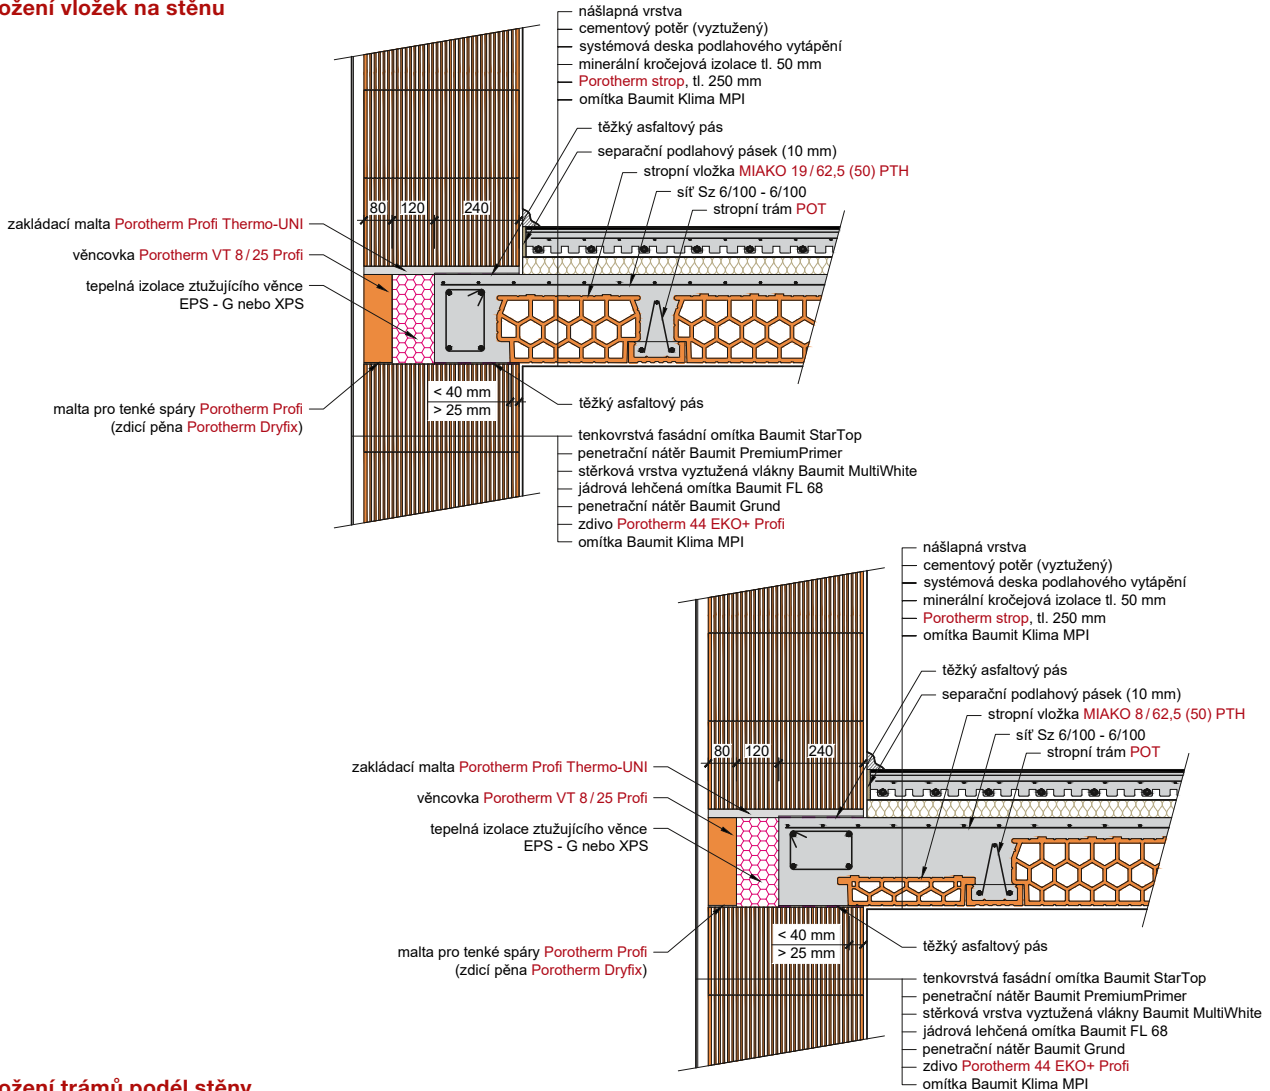 ožení vložek na stěnu
nášlapná vrstva
cementový potěr (vyztužený)
systémová deska podlahového vytápění
minerální kročejová izolace tl. 50 mm
Porotherm strop, tl. 250 mm
omítka Baumit Klima MPI
těžký asfaltový pás
separační podlahový pásek (10 mm)
stropní vložka MIAKO 19/62,5 (50) PTH
síť Sz 6/100 - 6/100
stropní trám POT
80 120 240
zakládací malta Porotherm Profi Thermo-UNI
věncovka Porotherm VT 8/25 Profi
tepelná izolace ztužujícího věnce
EPS - G nebo XPS
< 40 mm
> 25 mm
malta pro tenké spáry Porotherm Profi
(zdicí pěna Porotherm Dryfix)
těžký asfaltový pás
tenkovrstvá fasádní omítka Baumit StarTop
penetrační nátěr Baumit PremiumPrimer
stěrková vrstva vyztužená vlákny Baumit MultiWhite
jádrová lehčená omítka Baumit FL 68
penetrační nátěr Baumit Grund
zdivo Porotherm 44 EKO+ Profi
omítka Baumit Klima MPI
nášlapná vrstva
cementový potěr (vyztužený)
systémová deska podlahového vytápění
minerální kročejová izolace tl. 50 mm
Porotherm strop, tl. 250 mm
omítka Baumit Klima MPI
těžký asfaltový pás
separační podlahový pásek (10 mm)
stropní vložka MIAKO 8/62,5 (50) PTH
síť Sz 6/100 - 6/100
stropní trám POT
80 120 240
zakládací malta Porotherm Profi Thermo-UNI
věncovka Porotherm VT 8/25 Profi
tepelná izolace ztužujícího věnce
EPS - G nebo XPS
< 40 mm
> 25 mm
malta pro tenké spáry Porotherm Profi
(zdicí pěna Porotherm Dryfix)
těžký asfaltový pás
tenkovrstvá fasádní omítka Baumit StarTop
penetrační nátěr Baumit PremiumPrimer
stěrková vrstva vyztužená vlákny Baumit MultiWhite
jádrová lehčená omítka Baumit FL 68
penetrační nátěr Baumit Grund
zdivo Porotherm 44 EKO+ Profi
omítka Baumit Klima MPI
ožení trámů podél stěny